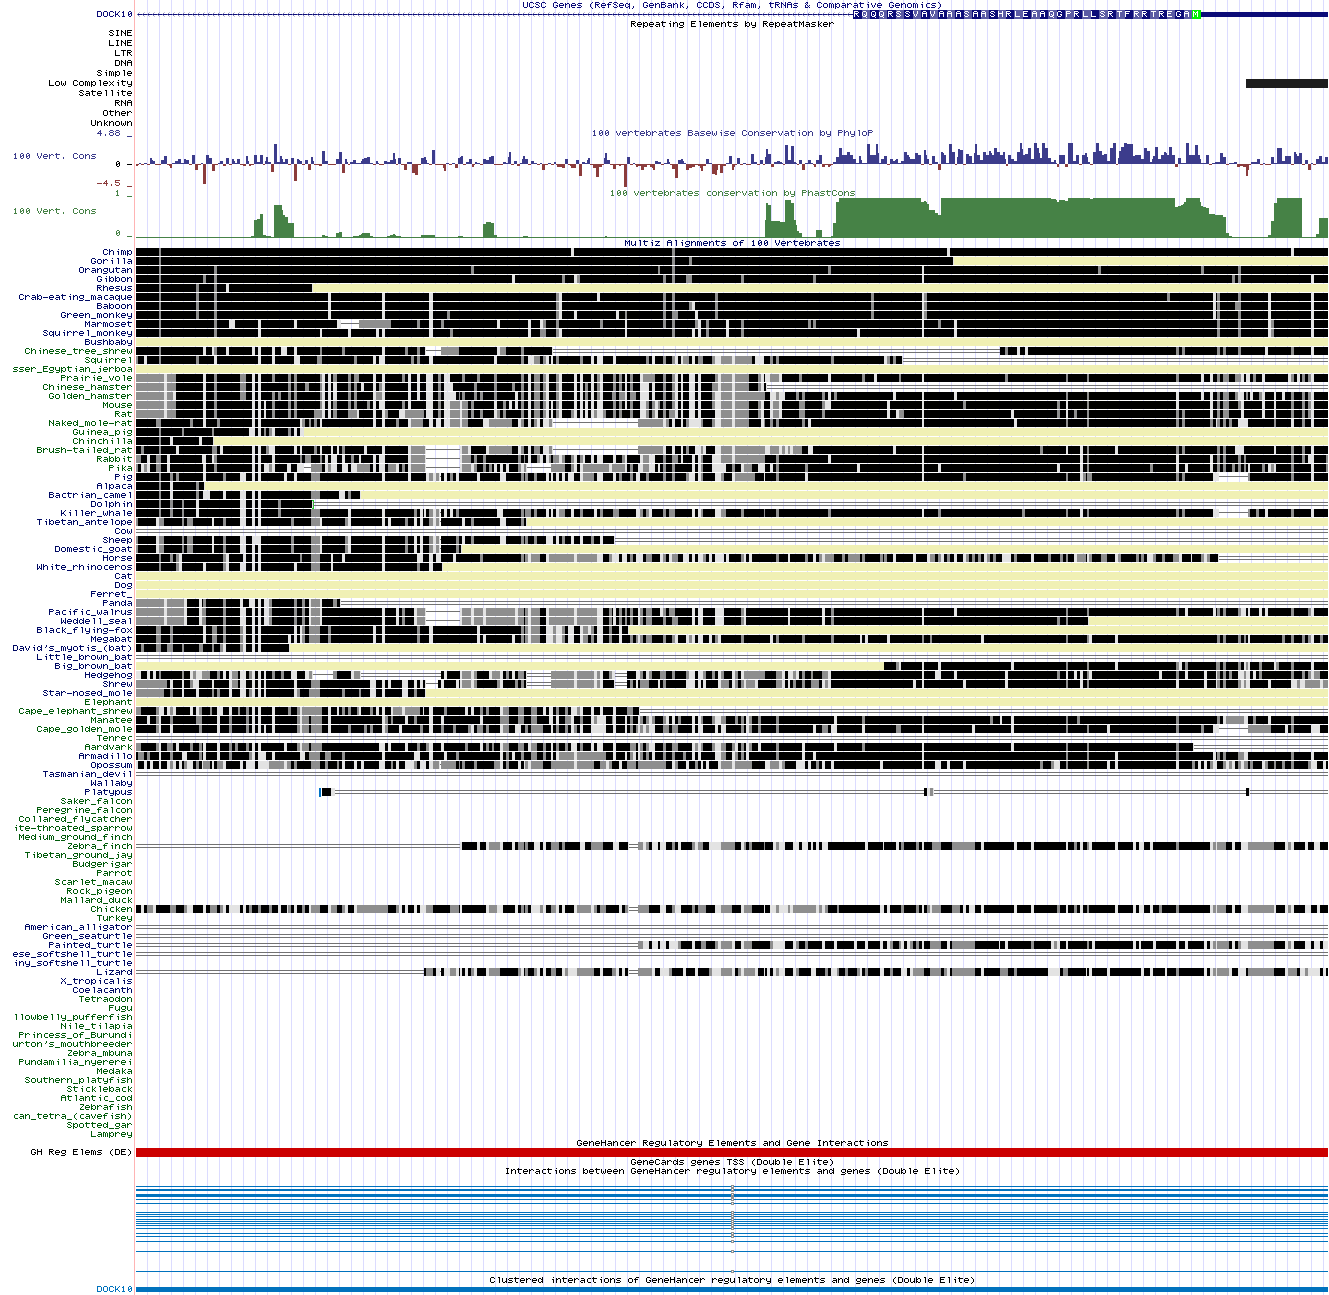 UCSC Genes (RefSeq, GenBank, CCDS, Rfam, tRNAs & Comparative Genomics)
DOCK10 RQQQRSSVAVAAASAASHRLEAAQGPRLLSRTFRRTREGAM
Repeating Elements by RepeatMasker
SINE
LINE
LTR
DNA
Simple
Low Complexity
Satellite
RNA
Other
Unknown
4.88 _
100 vertebrates Basewise Conservation by PhyloP
100 Vert. Cons
0 _
-4.5 _
1 _
100 vertebrates conservation by PhastCons
100 Vert. Cons
0 _
Multiz Alignments of 100 Vertebrates
Chimp
Gorilla
Orangutan
Gibbon
Rhesus
Crab-eating_macaque
Baboon
Green_monkey
Marmoset
Squirrel_monkey
Bushbaby
Chinese_tree_shrew
Squirrel
sser_Egyptian_jerboa
Prairie_vole
Chinese_hamster
Golden_hamster
Mouse
Rat
Naked_mole-rat
Guinea_pig
Chinchilla
Brush-tailed_rat
Rabbit
Pika
Pig
Alpaca
Bactrian_camel
Dolphin
Killer_whale
Tibetan_antelope
Cow
Sheep
Domestic_goat
Horse
White_rhinoceros
Cat
Dog
Ferret_
Panda
Pacific_walrus
Weddell_seal
Black_flying-fox
Megabat
David's_myotis_(bat)
Little_brown_bat
Big_brown_bat
Hedgehog
Shrew
Star-nosed_mole
Elephant
Cape_elephant_shrew
Manatee
Cape_golden_mole
Tenrec
Aardvark
Armadillo
Opossum
Tasmanian_devil
Wallaby
Platypus
Saker_falcon
Peregrine_falcon
Collared_flycatcher
ite-throated_sparrow
Medium_ground_finch
Zebra_finch
Tibetan_ground_jay
Budgerigar
Parrot
Scarlet_macaw
Rock_pigeon
Mallard_duck
Chicken
Turkey
American_alligator
Green_seaturtle
Painted_turtle
ese_softshell_turtle
iny_softshell_turtle
Lizard
X_tropicalis
Coelacanth
Tetraodon
Fugu
llowbelly_pufferfish
Nile_tilapia
Princess_of_Burundi
urton's_mouthbreeder
Zebra_mbuna
Pundamilia_nyererei
Medaka
Southern_platyfish
Stickleback
Atlantic_cod
Zebrafish
can_tetra_(cavefish)
Spotted_gar
Lamprey
GeneHancer Regulatory Elements and Gene Interactions
GH Reg Elems (DE)
GeneCards genes TSS (Double Elite)
Interactions between GeneHancer regulatory elements and genes (Double Elite)
Clustered interactions of GeneHancer regulatory elements and genes (Double Elite)
DOCK10